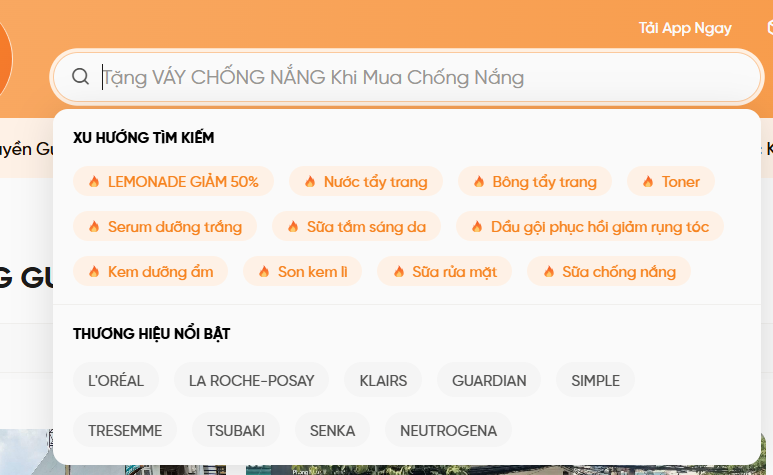 Tải App Ngay
Tặng VÁY CHỐNG NẮNG Khi Mua Chống Nắng
XU HƯỚNG TÌM KIẾM
LEMONADE GIẢM 50% Nước tẩy trang Bông tẩy trang Toner
Serum dưỡng trắng Sữa tắm sáng da Dầu gội phục hồi giảm rụng tóc
Kem dưỡng ẩm Son kem lì Sữa rửa mặt Sữa chống nắng
THƯƠNG HIỆU NỔI BẬT
L'ORÉAL LA ROCHE-POSAY KLAIRS GUARDIAN SIMPLE
TRESEMME TSUBAKI SENKA NEUTROGENA